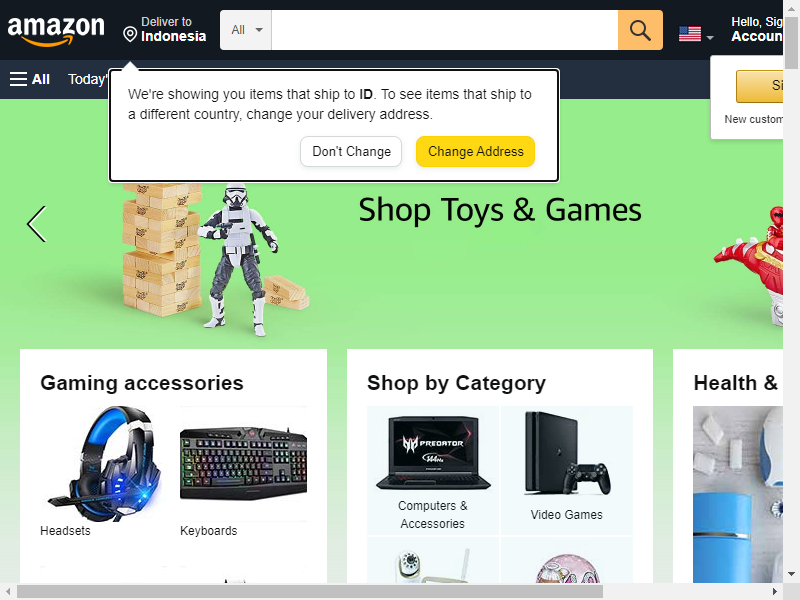 amazon
Deliver to
Indonesia
All
Hello, Sig
Accoun
All
Today'
We're showing you items that ship to ID. To see items that ship to
a different country, change your delivery address.
Don't Change
Change Address
Si
New custom
Shop Toys & Games
Gaming accessories
Headsets
Keyboards
Shop by Category
PREDATOR
Computers &
Accessories
Video Games
Health &